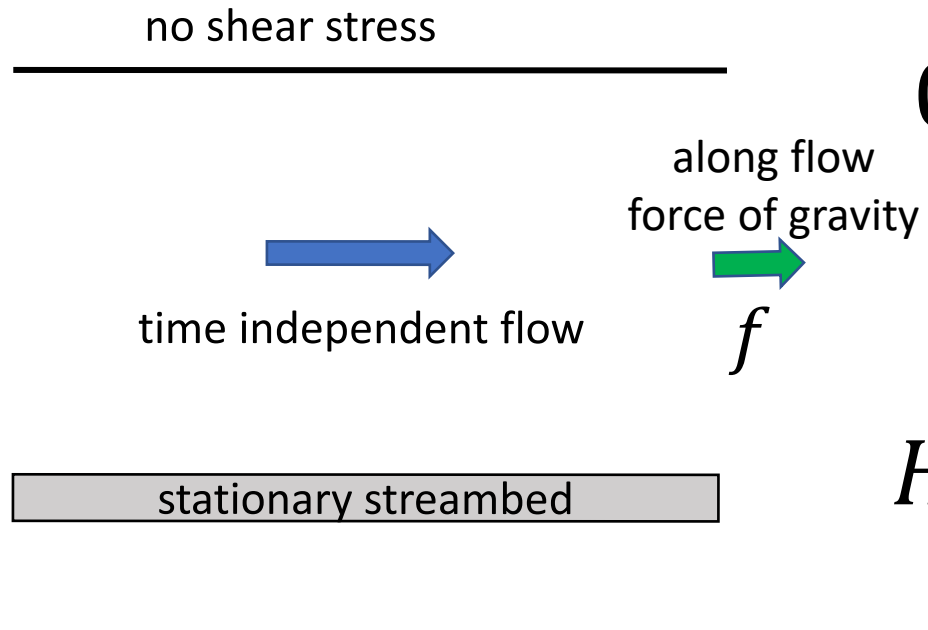 no shear stress
along flow
force of gravity
time independent flow
f
H
stationary streambed